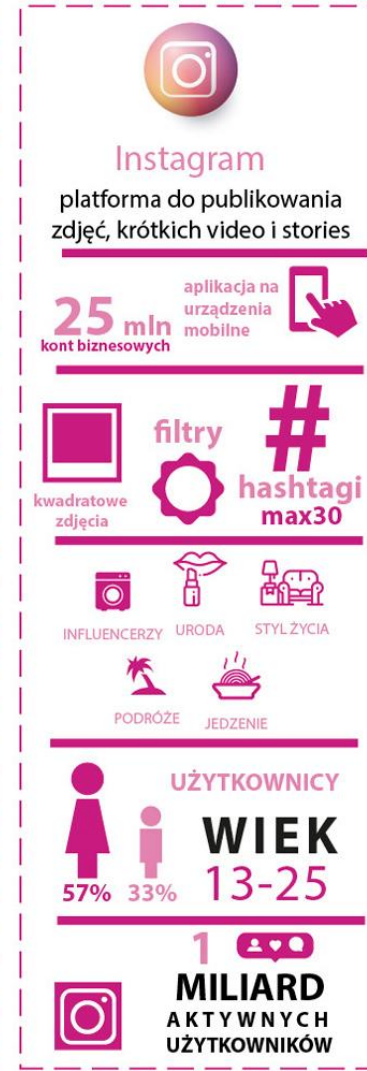 Instagram
platforma do publikowania
zdjęć, krótkich video i stories
25 mln
kont biznesowych
aplikacja na
urządzenia
mobilne
kwadratowe
zdjęcia
filtry
#
hashtagi
max30
INFLUENCERZY
URODA
STYL ŻYCIA
PODRÓŻE
JEDZENIE
57%
33%
UŻYTKOWNICY
WIEK
13-25
1
MILIARD
AKTYWNYCH
UŻYTKOWNIKÓW